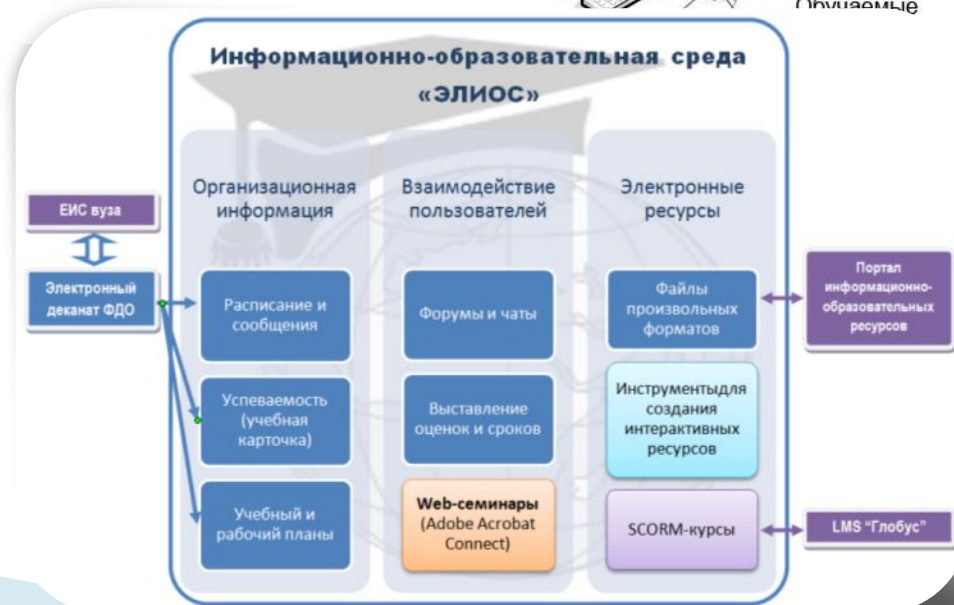 Обучаемые
Информационно-образовательная среда
«ЭЛИОС»
Организационная
информация
Взаимодействие
пользователей
Электронные
ресурсы
ЕИС вуза
Электронный
деканат ФДО
Расписание и
сообщения
Успеваемость
(учебная
карточка)
Учебный и
рабочий планы
Форумы и чаты
Выставление
оценок и сроков
Web-семинары
(Adobe Acrobat
Connect)
Файлы
произвольных
форматов
Инструментыдля
создания
интерактивных
ресурсов
SCORM-курсы
Портал
информационно-
образовательных
ресурсов
LMS “Глобус”